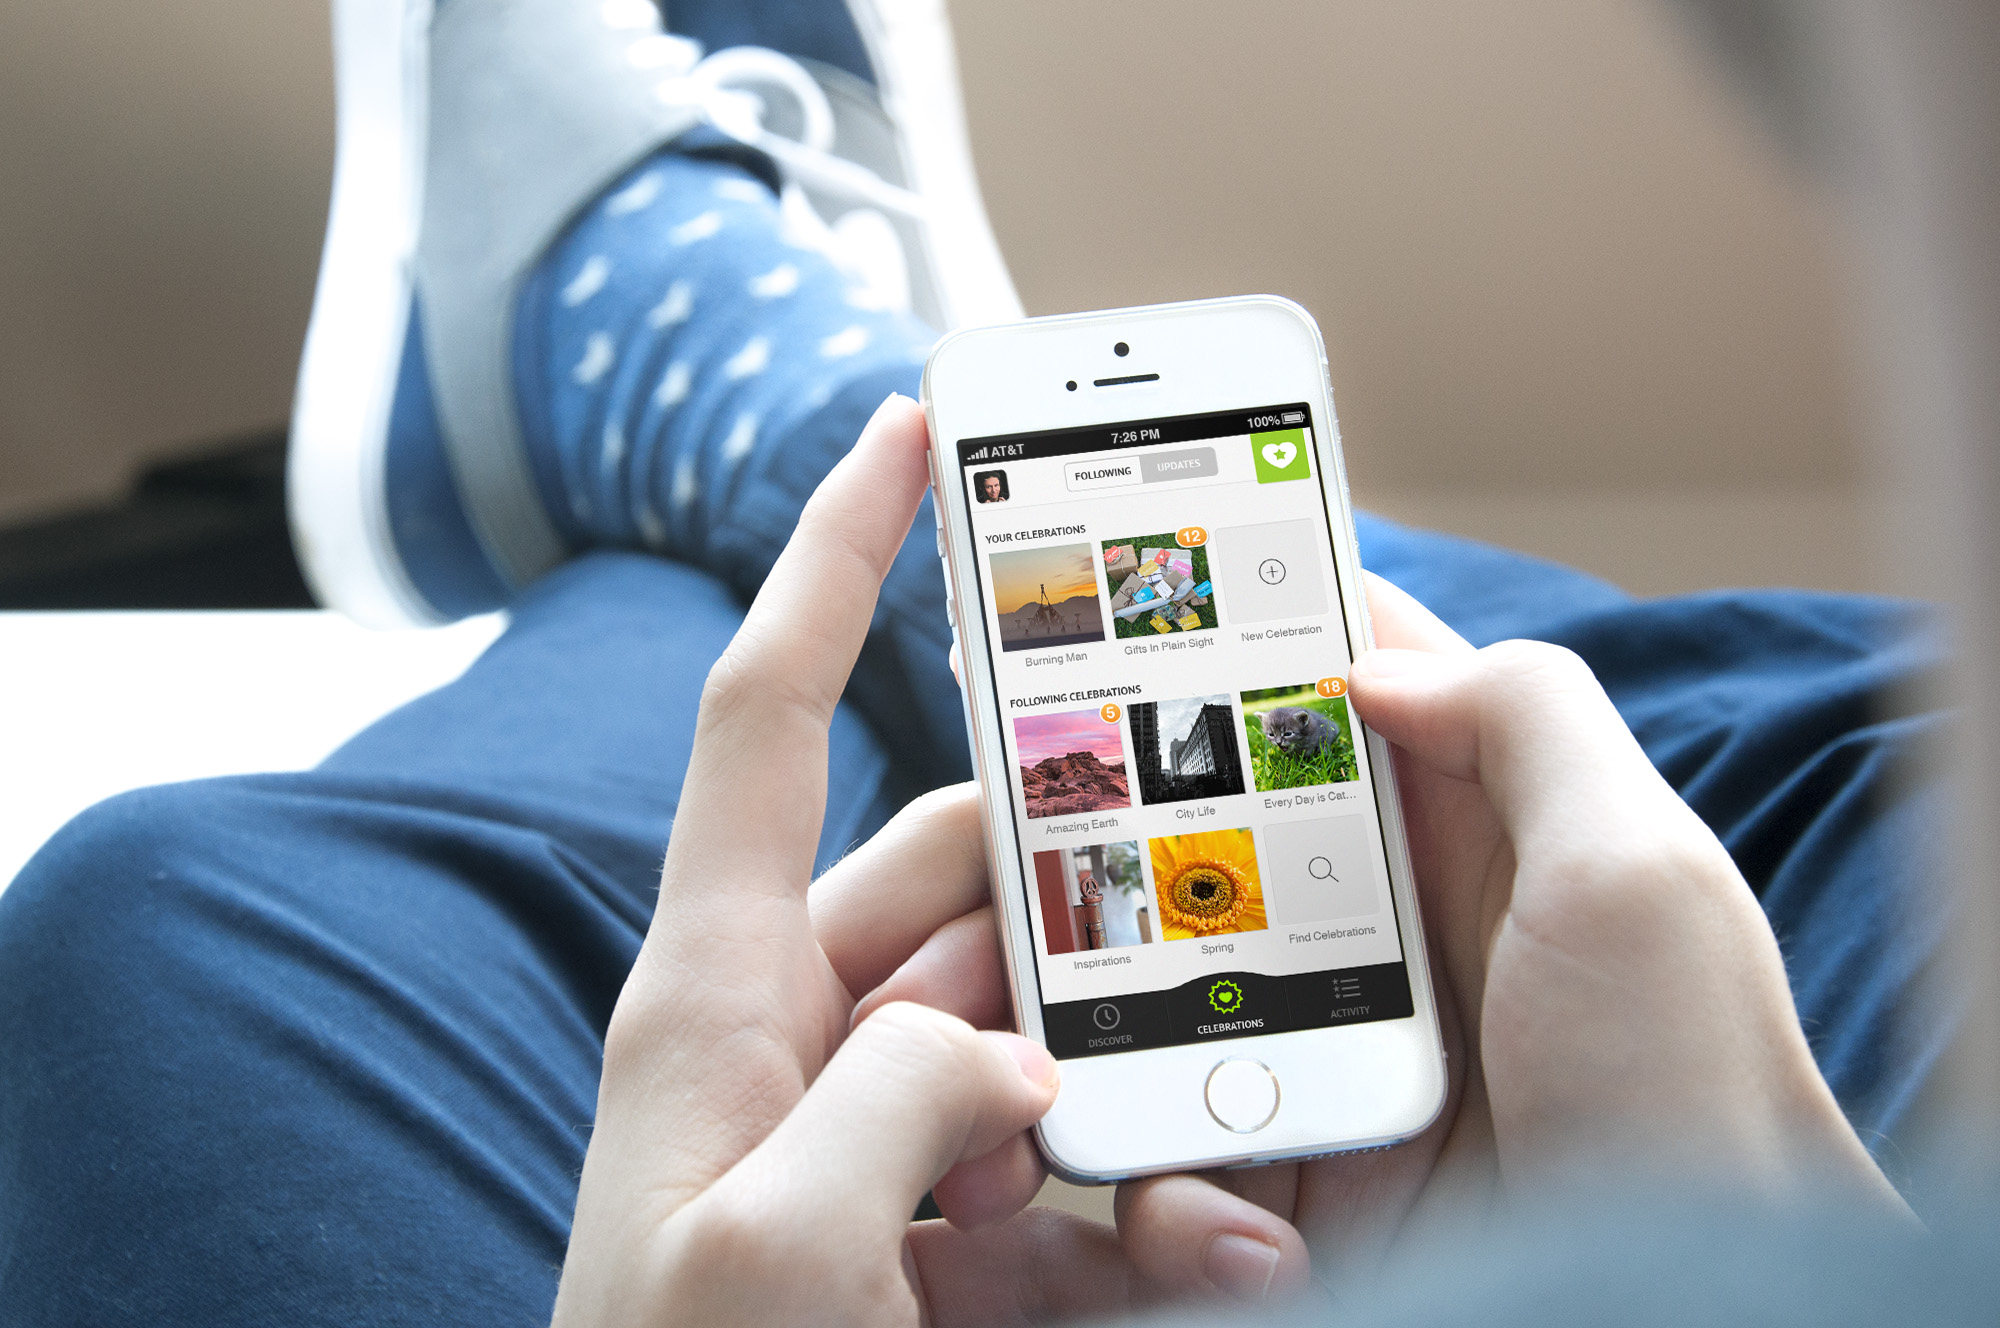 AT&T 7:26 PM 100%
FOLLOWING UPDATES
YOUR CELEBRATIONS
12
Burning Man Gifts In Plain Sight New Celebration
FOLLOWING CELEBRATIONS
5 18
Amazing Earth City Life Every Day is Cat...
Inspirations Spring Find Celebrations
DISCOVER CELEBRATIONS ACTIVITY